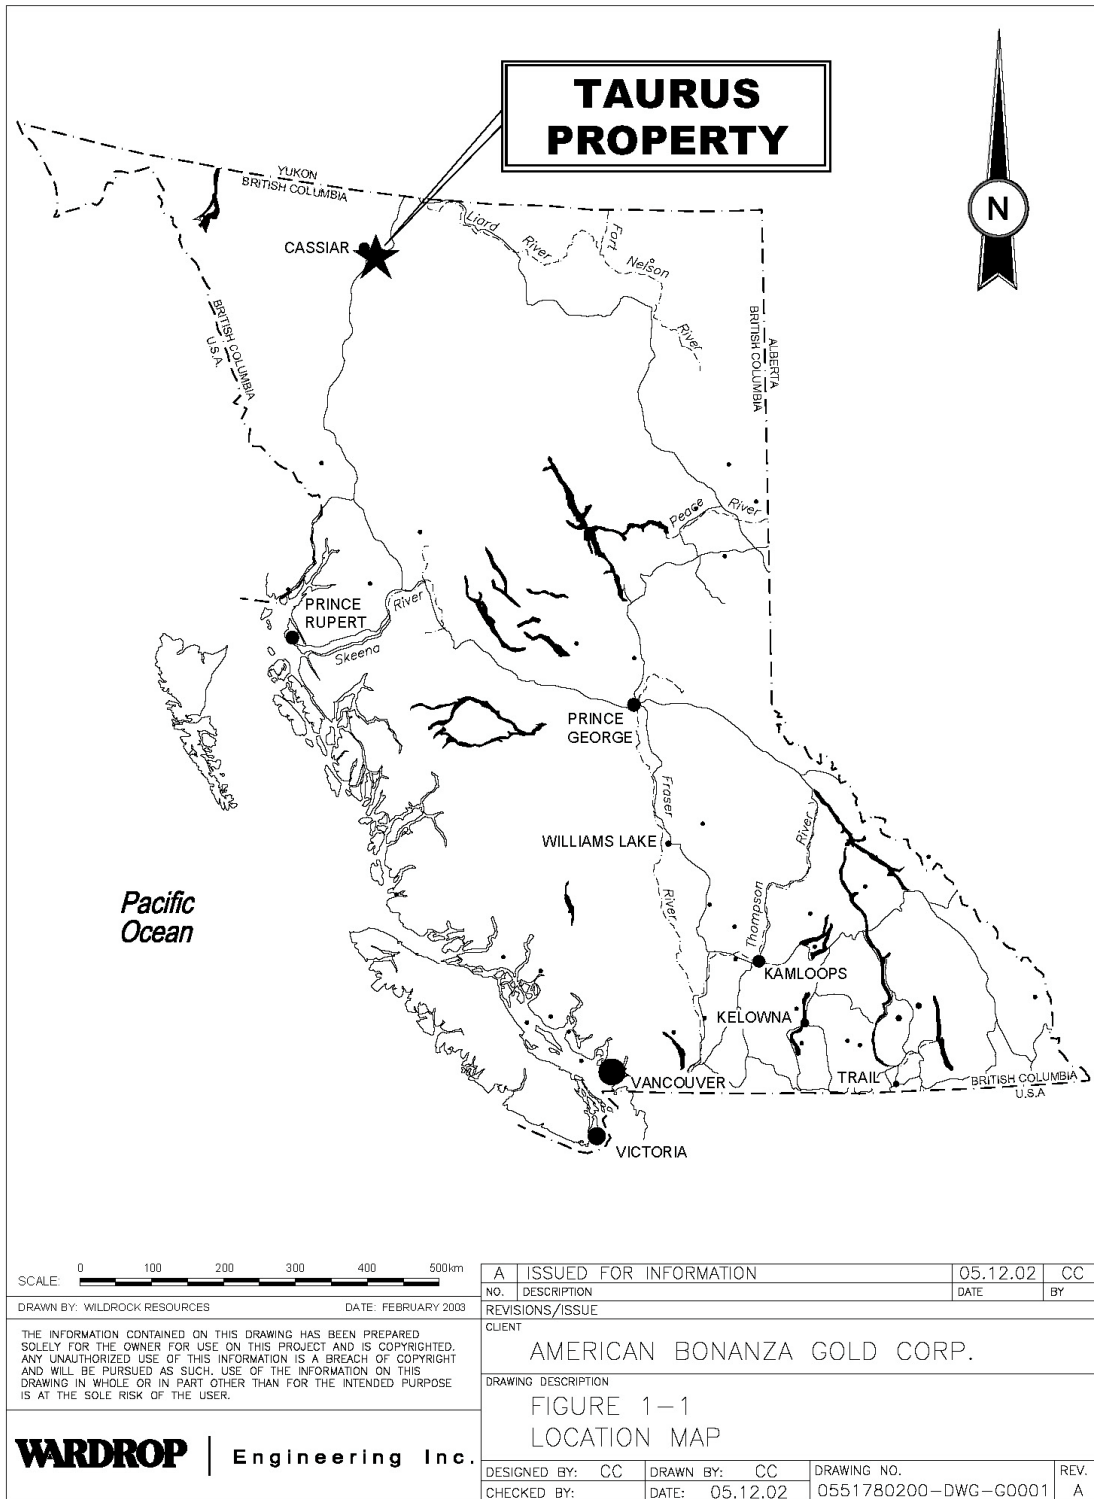 TAURUS
PROPERTY
N
YUKON
BRITISH COLUMBIA
CASSIAR
Liard
River
Fort
Nelson
River
BRITISH COLUMBIA
U.S.A.
ALBERTA
BRITISH COLUMBIA
Peace
River
PRINCE
RUPERT
River
Skeena
PRINCE
GEORGE
Fraser
River
WILLIAMS LAKE
River
Thompson
Pacific
Ocean
KAMLOOPS
KELOWNA
TRAIL
VANCOUVER
BRITISH COLUMBIA
U.S.A
VICTORIA
SCALE: 0 100 200 300 400 500km
DRAWN BY: WILDROCK RESOURCES DATE: FEBRUARY 2003
THE INFORMATION CONTAINED ON THIS DRAWING HAS BEEN PREPARED
SOLELY FOR THE OWNER FOR USE ON THIS PROJECT AND IS COPYRIGHTED.
ANY UNAUTHORIZED USE OF THIS INFORMATION IS A BREACH OF COPYRIGHT
AND WILL BE PURSUED AS SUCH. USE OF THE INFORMATION ON THIS
DRAWING IN WHOLE OR IN PART OTHER THAN FOR THE INTENDED PURPOSE
IS AT THE SOLE RISK OF THE USER.
WARDROP | Engineering Inc.
A ISSUED FOR INFORMATION 05.12.02 CC
NO. DESCRIPTION DATE BY
REVISIONS/ISSUE
CLIENT
AMERICAN BONANZA GOLD CORP.
DRAWING DESCRIPTION
FIGURE 1-1
LOCATION MAP
DESIGNED BY: CC DRAWN BY: CC DRAWING NO. REV.
CHECKED BY: DATE: 05.12.02 0551780200-DWG-G0001 A